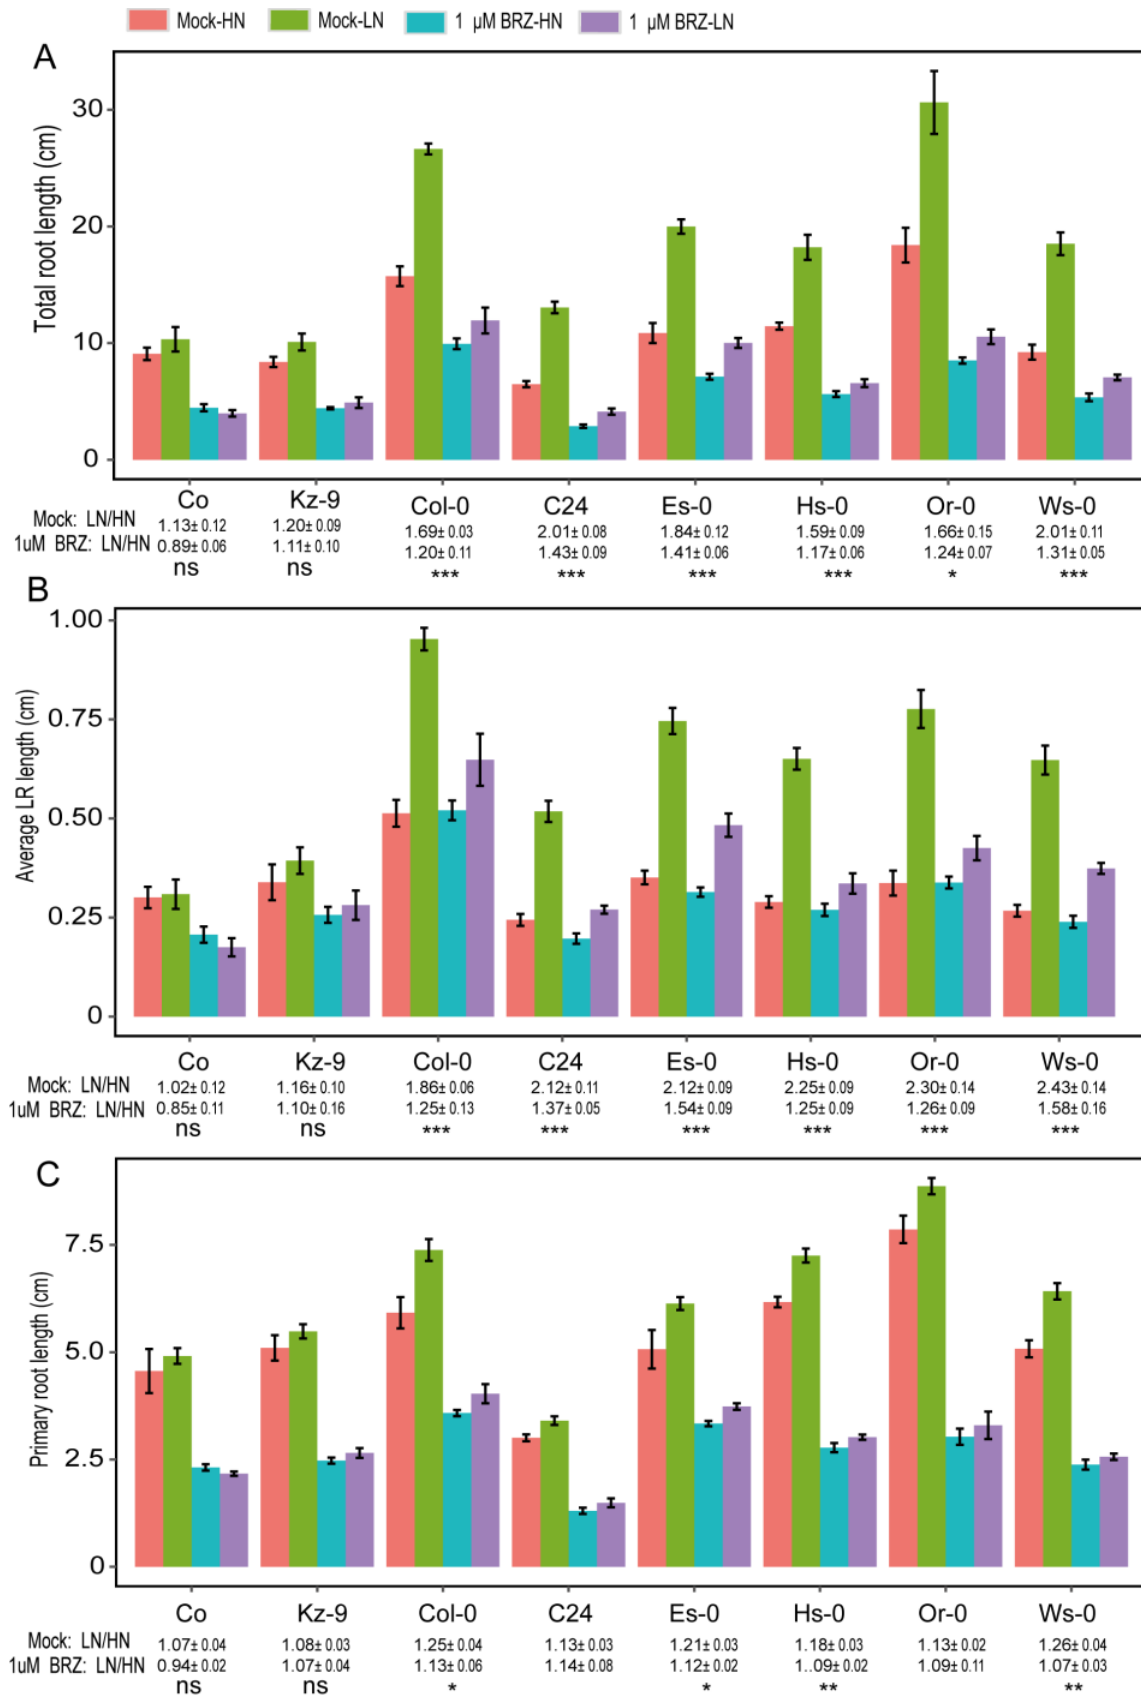 Mock-HN Mock-LN 1 μM BRZ-HN 1 μM BRZ-LN
A
Total root length (cm)
30
20
10
0
Co Kz-9 Col-0 C24 Es-0 Hs-0 Or-0 Ws-0
Mock: LN/HN 1.13± 0.12 1.20± 0.09 1.69± 0.03 2.01± 0.08 1.84± 0.12 1.59± 0.09 1.66± 0.15 2.01± 0.11
1uM BRZ: LN/HN 0.89± 0.06 1.11± 0.10 1.20± 0.11 1.43± 0.09 1.41± 0.06 1.17± 0.06 1.24± 0.07 1.31± 0.05
ns ns *** *** *** *** * ***
B
Average LR length (cm)
1.00
0.75
0.50
0.25
0
Co Kz-9 Col-0 C24 Es-0 Hs-0 Or-0 Ws-0
Mock: LN/HN 1.02± 0.12 1.16± 0.10 1.86± 0.06 2.12± 0.11 2.12± 0.09 2.25± 0.09 2.30± 0.14 2.43± 0.14
1uM BRZ: LN/HN 0.85± 0.11 1.10± 0.16 1.25± 0.13 1.37± 0.05 1.54± 0.09 1.25± 0.09 1.26± 0.09 1.58± 0.16
ns ns *** *** *** *** *** ***
C
Primary root length (cm)
7.5
5.0
2.5
0
Co Kz-9 Col-0 C24 Es-0 Hs-0 Or-0 Ws-0
Mock: LN/HN 1.07± 0.04 1.08± 0.03 1.25± 0.04 1.13± 0.03 1.21± 0.03 1.18± 0.03 1.13± 0.02 1.26± 0.04
1uM BRZ: LN/HN 0.94± 0.02 1.07± 0.04 1.13± 0.06 1.14± 0.08 1.12± 0.02 1..09± 0.02 1.09± 0.11 1.07± 0.03
ns ns * * ** **